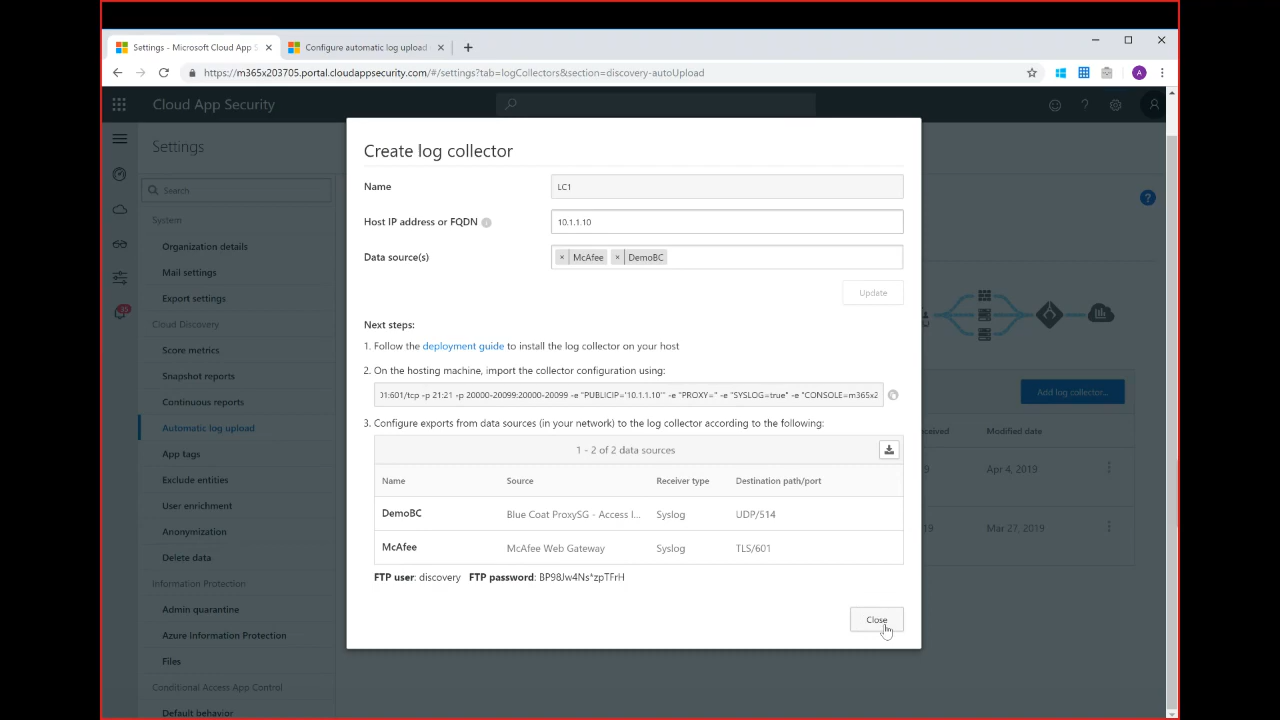 Settings - Microsoft Cloud App S
Configure automatic log upload
https://m365x203705.portal.cloudappsecurity.com/#/settings?tab=logCollectors&section=discovery-autoUpload
A
Cloud App Security
?
Settings
Search
System
Organization details
Mail settings
Export settings
Cloud Discovery
Score metrics
Snapshot reports
Continuous reports
Automatic log upload
App tags
Exclude entities
User enrichment
Anonymization
Delete data
Information Protection
Admin quarantine
Azure Information Protection
Files
Conditional Access App Control
Default behavior
Create log collector
Name
LC1
Host IP address or FQDN
10.1.1.10
Data source(s)
× McAfee × DemoBC
Update
Next steps:
1. Follow the deployment guide to install the log collector on your host
2. On the hosting machine, import the collector configuration using:
01:601/tcp -p 21:21 -p 20000-20099:20000-20099 -e "PUBLICIP='10.1.1.10'" -e "PROXY=" -e "SYSLOG=true" -e "CONSOLE=m365x2
3. Configure exports from data sources (in your network) to the log collector according to the following:
1 - 2 of 2 data sources
Name Source Receiver type Destination path/port
DemoBC Blue Coat ProxySG - Access l... Syslog UDP/514
McAfee McAfee Web Gateway Syslog TLS/601
FTP user: discovery FTP password: BP98Jw4Ns*zpTFrH
Close
?
Add log collector...
Modified date
Apr 4, 2019
Mar 27, 2019